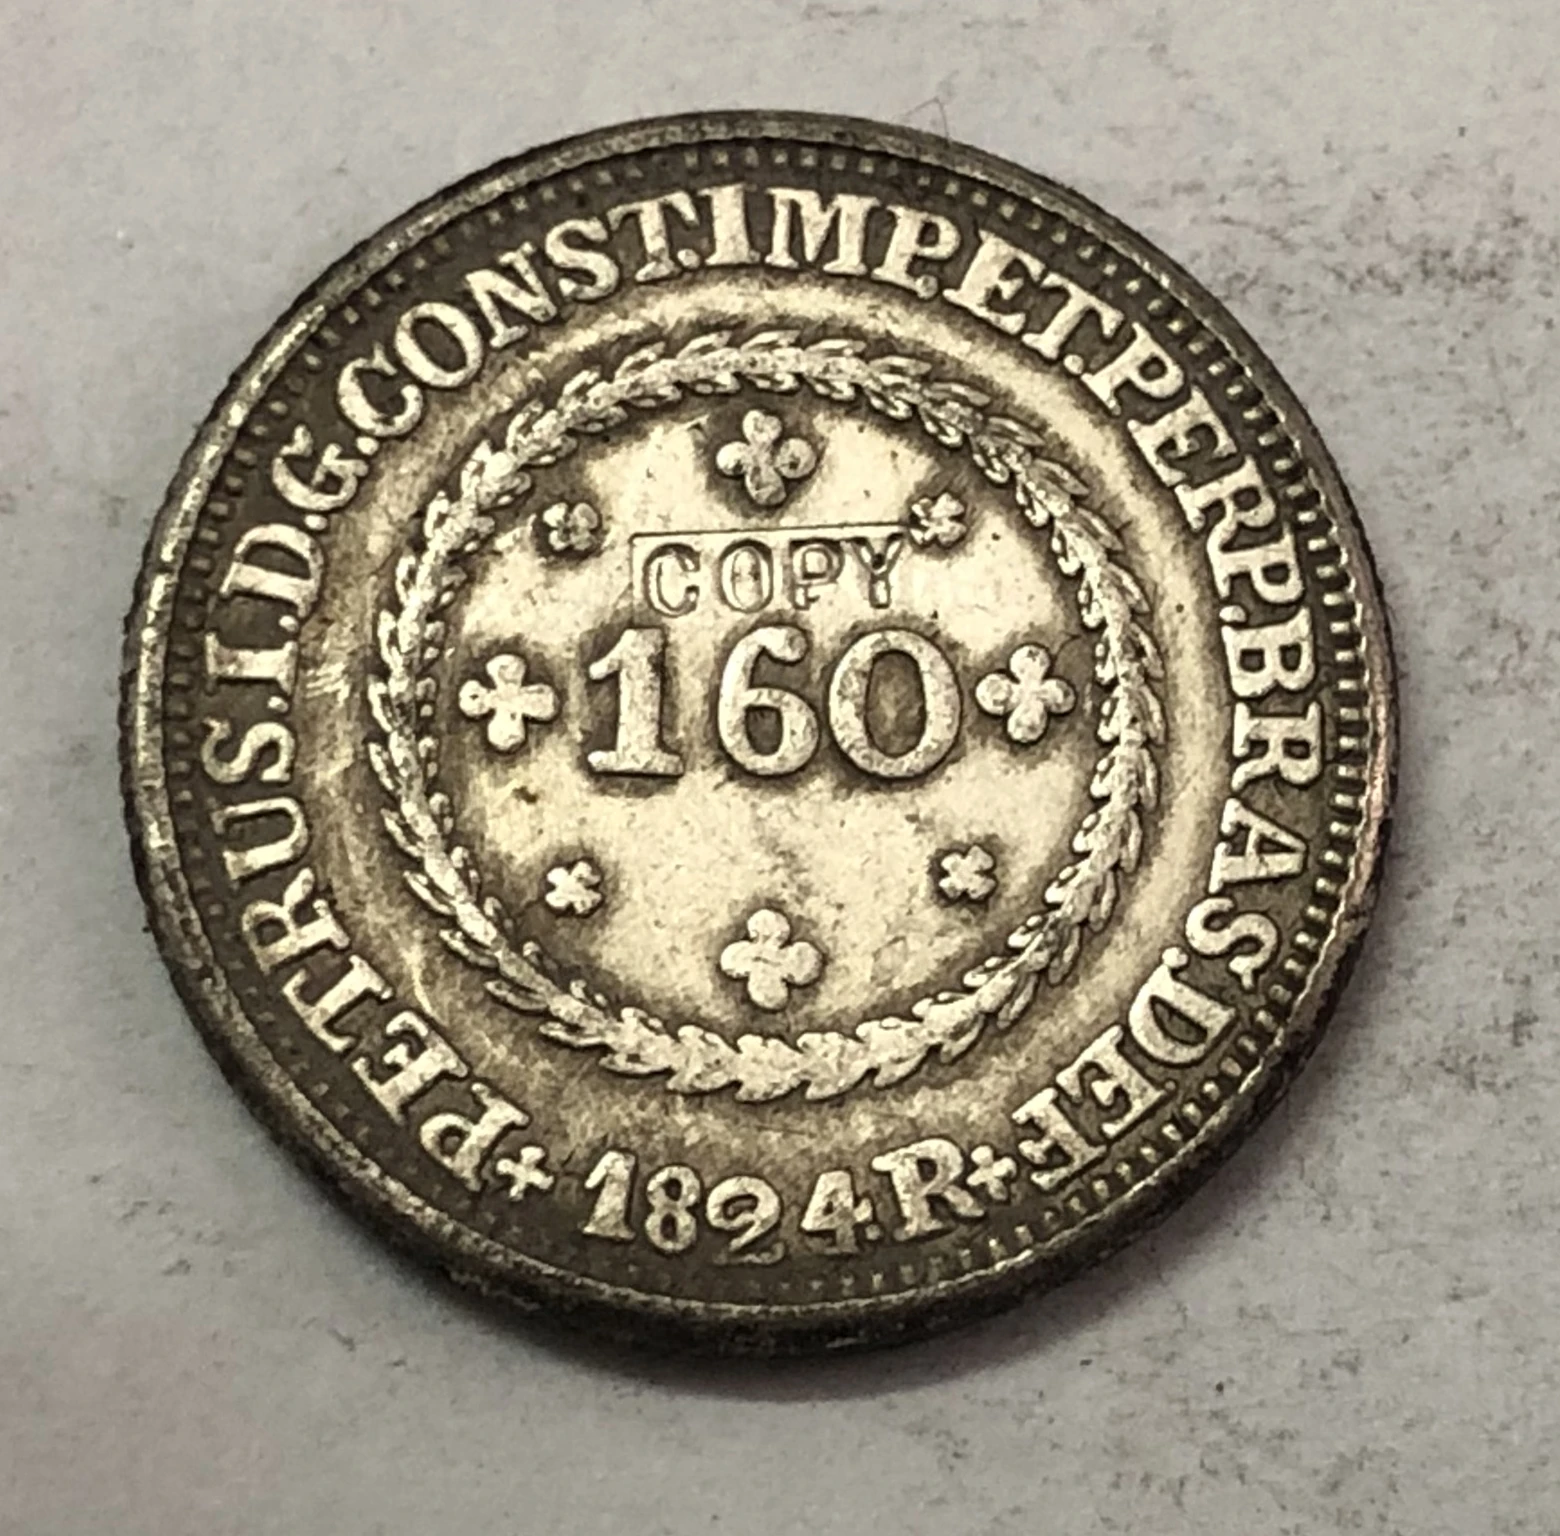 PETRUS.I.D.G.CONST.IMP.ET.PERP.BRAS.DEF
COPY
160
1824.R